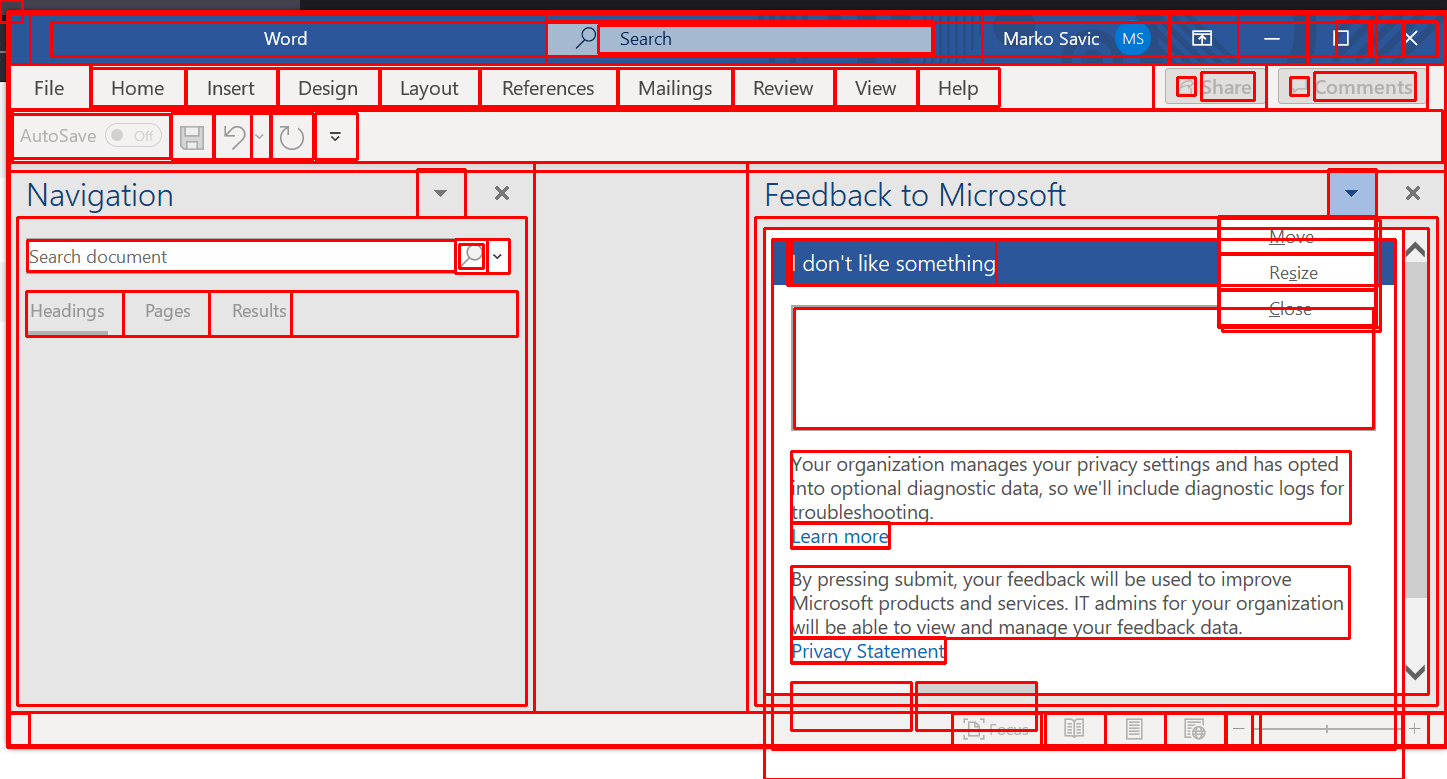 Word
Search
Marko Savic MS
File Home Insert Design Layout References Mailings Review View Help Share Comments
AutoSave Off
Navigation
Search document
Headings Pages Results
Feedback to Microsoft
Move
Resize
Close
I don't like something
Your organization manages your privacy settings and has opted
into optional diagnostic data, so we'll include diagnostic logs for
troubleshooting.
Learn more
By pressing submit, your feedback will be used to improve
Microsoft products and services. IT admins for your organization
will be able to view and manage your feedback data.
Privacy Statement
Focus